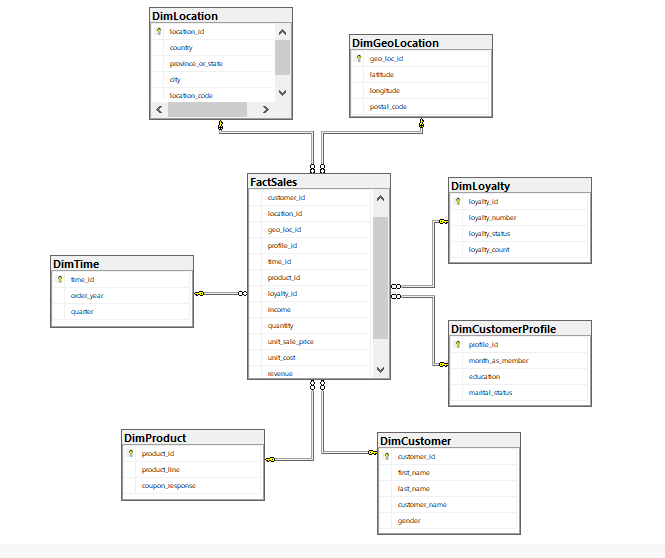 DimLocation
location_id
country
province_or_state
city
location_code
DimGeoLocation
geo_loc_id
latitude
longitude
postal_code
FactSales
customer_id
location_id
geo_loc_id
profile_id
time_id
product_id
loyalty_id
income
quantity
unit_sale_price
unit_cost
revenue
DimLoyalty
loyalty_id
loyalty_number
loyalty_status
loyalty_count
DimTime
time_id
order_year
quarter
DimCustomerProfile
profile_id
month_as_member
education
marital_status
DimProduct
product_id
product_line
coupon_response
DimCustomer
customer_id
first_name
last_name
customer_name
gender